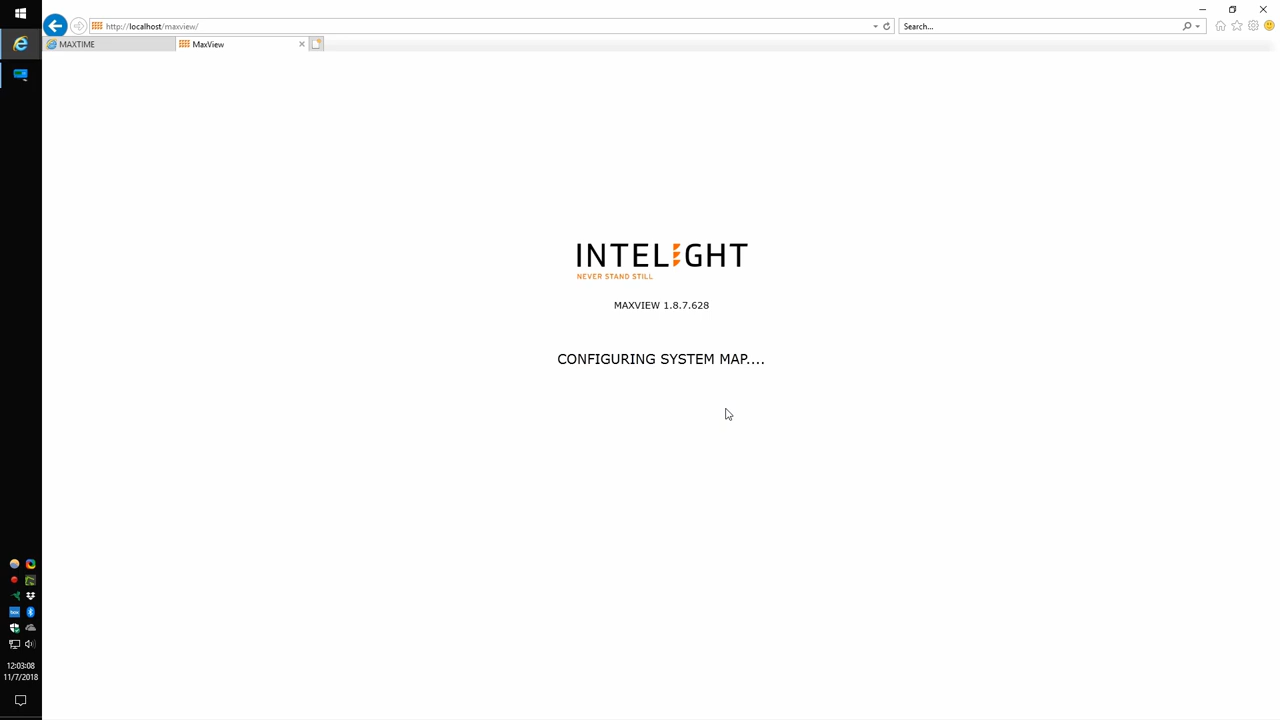 http://localhost/maxview/
Search...
MAXTIME
MaxView
INTELIGHT
NEVER STAND STILL
MAXVIEW 1.8.7.628
CONFIGURING SYSTEM MAP....
box
12:03:08
11/7/2018